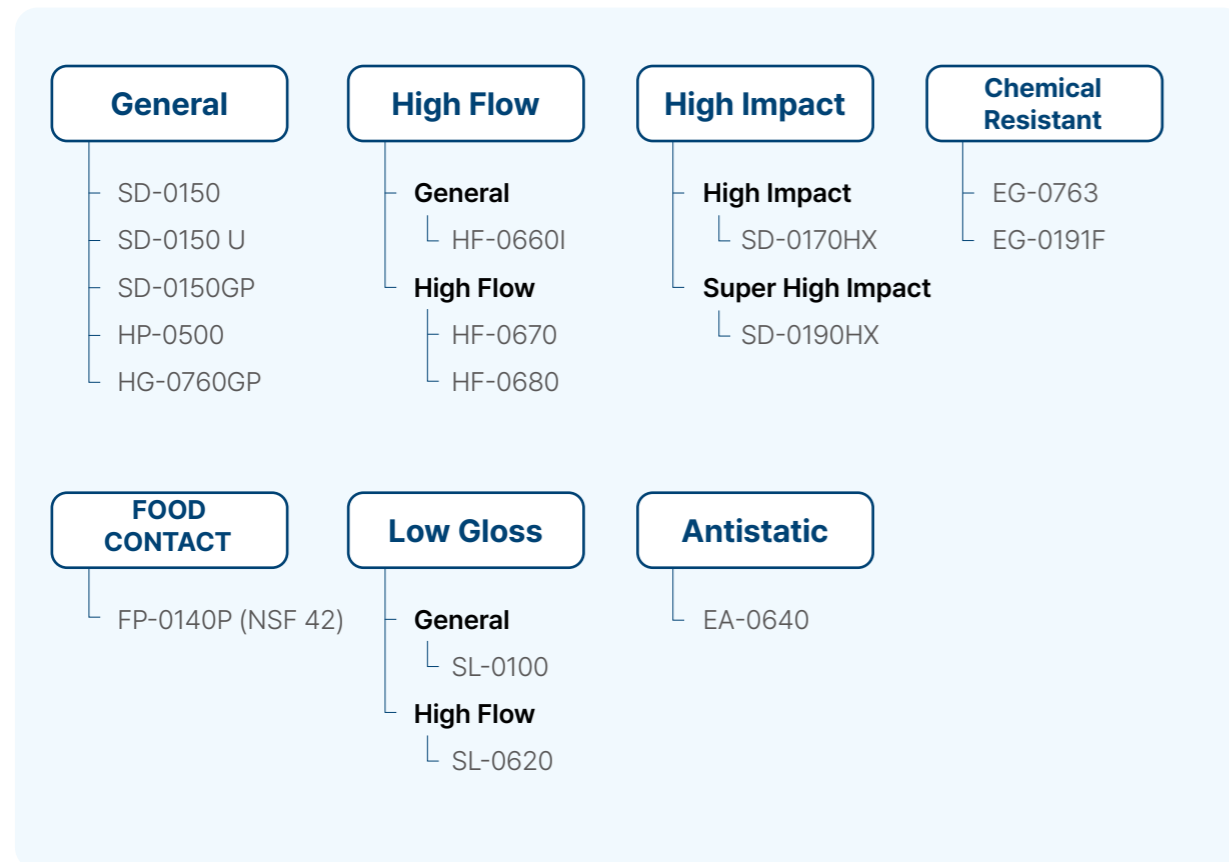 General
SD-0150
SD-0150 U
SD-0150GP
HP-0500
HG-0760GP
High Flow
General
HF-0660I
High Flow
HF-0670
HF-0680
High Impact
High Impact
SD-0170HX
Super High Impact
SD-0190HX
Chemical
Resistant
EG-0763
EG-0191F
FOOD
CONTACT
FP-0140P (NSF 42)
Low Gloss
General
SL-0100
High Flow
SL-0620
Antistatic
EA-0640